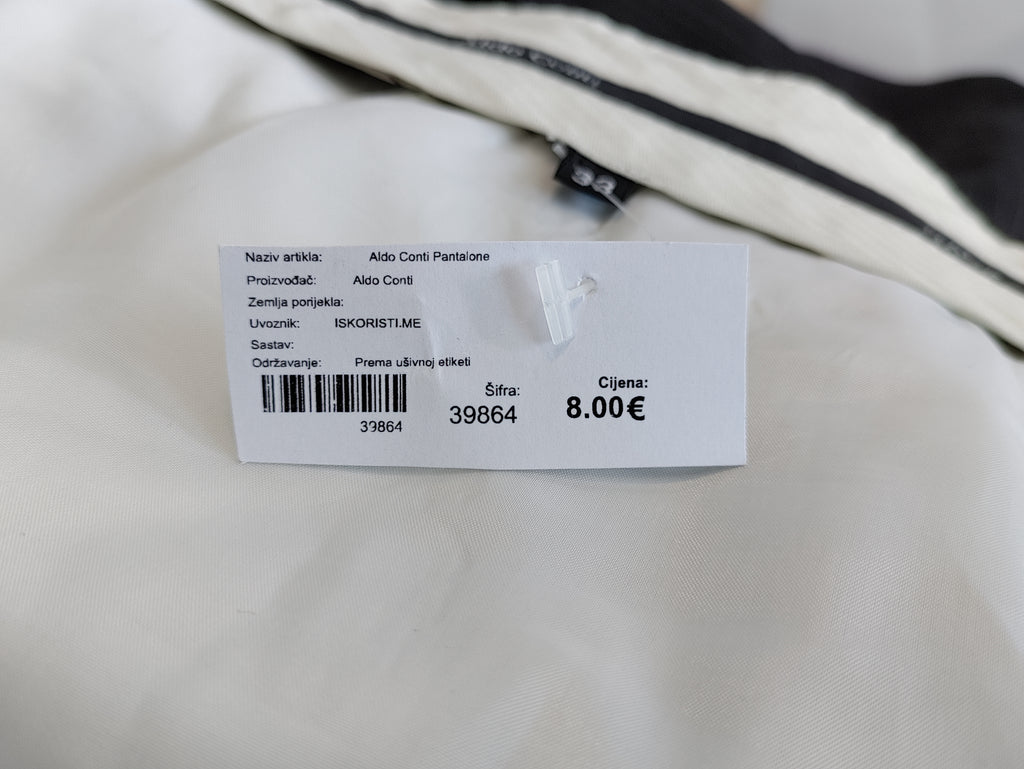 32
Naziv artikla: Aldo Conti Pantalone
Proizvođač: Aldo Conti
Zemlja porijekla:
Uvoznik: ISKORISTI.ME
Sastav:
Održavanje: Prema ušivnoj etiketi
39864
Šifra:
39864
Cijena:
8.00€